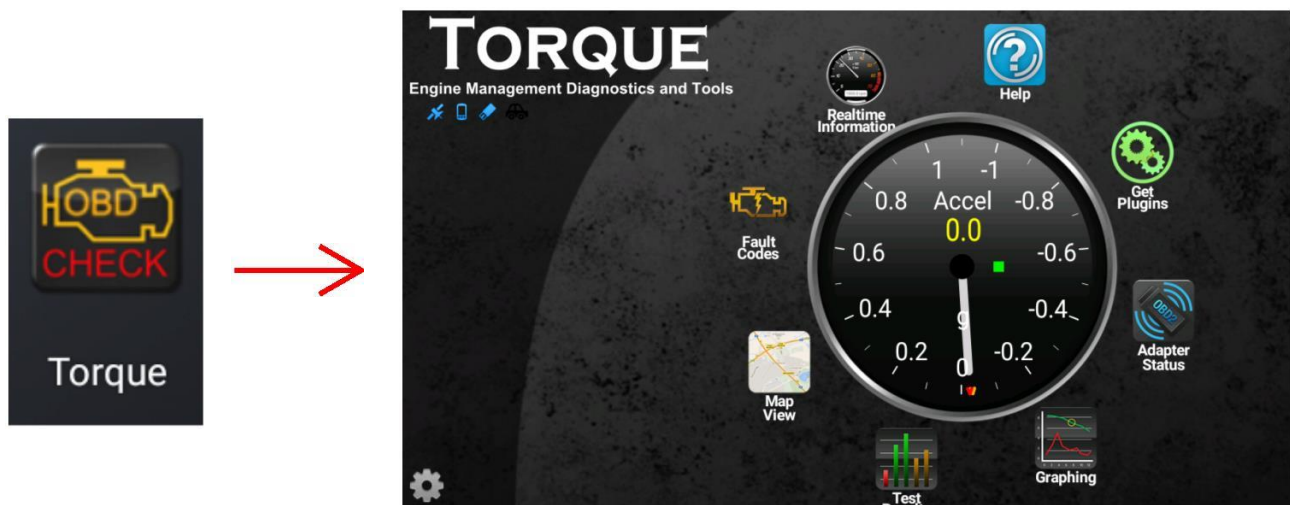 OBD
CHECK
Torque
TORQUE
Engine Management Diagnostics and Tools
Realtime
Information
Help
Get
Plugins
Fault
Codes
Accel
0.0
1
-1
0.8
-0.8
0.6
-0.6
0.4
-0.4
0.2
-0.2
g
0
OBD2
Adapter
Status
Map
View
Graphing
Test